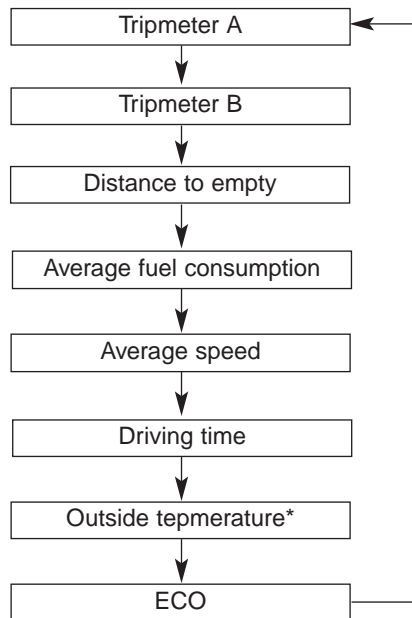 Tripmeter A
Tripmeter B
Distance to empty
Average fuel consumption
Average speed
Driving time
Outside tepmerature*
ECO